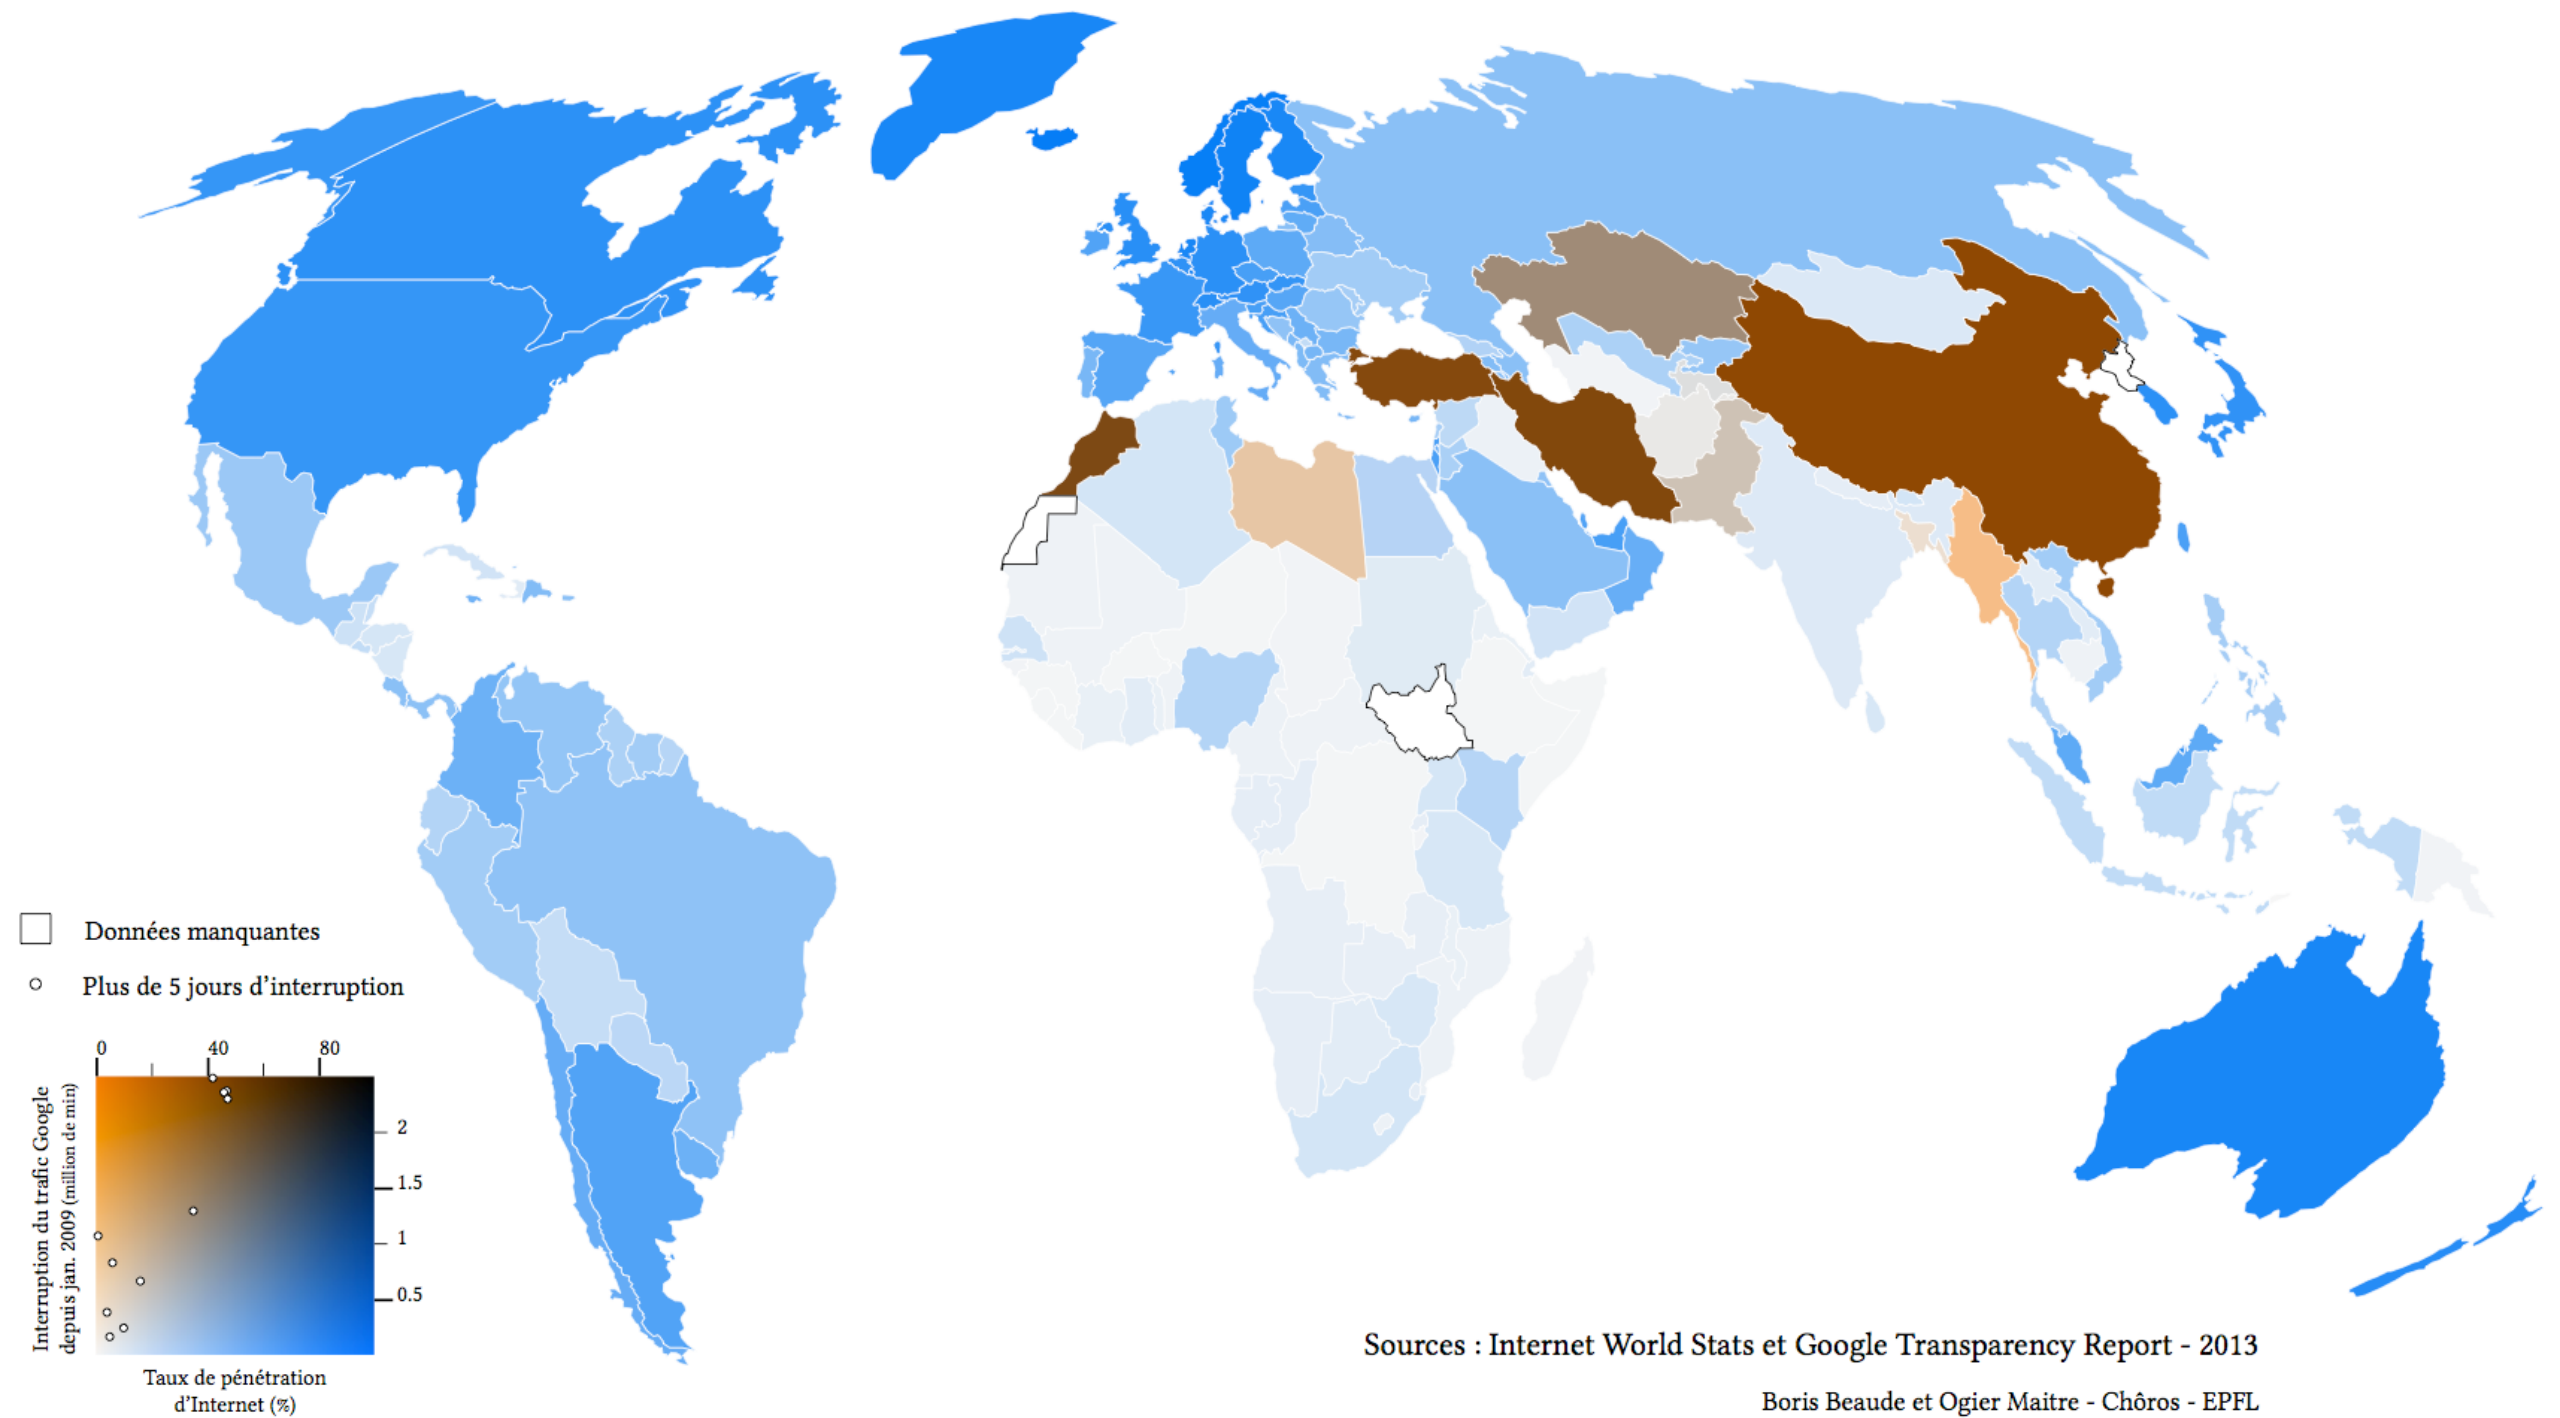 Données manquantes
Plus de 5 jours d'interruption
0 40 80
2
1.5
1
0.5
Interruption du trafic Google
depuis jan. 2009 (million de min)
Taux de pénétration
d'Internet (%)
Sources : Internet World Stats et Google Transparency Report - 2013
Boris Beaude et Ogier Maitre - Chôros - EPFL